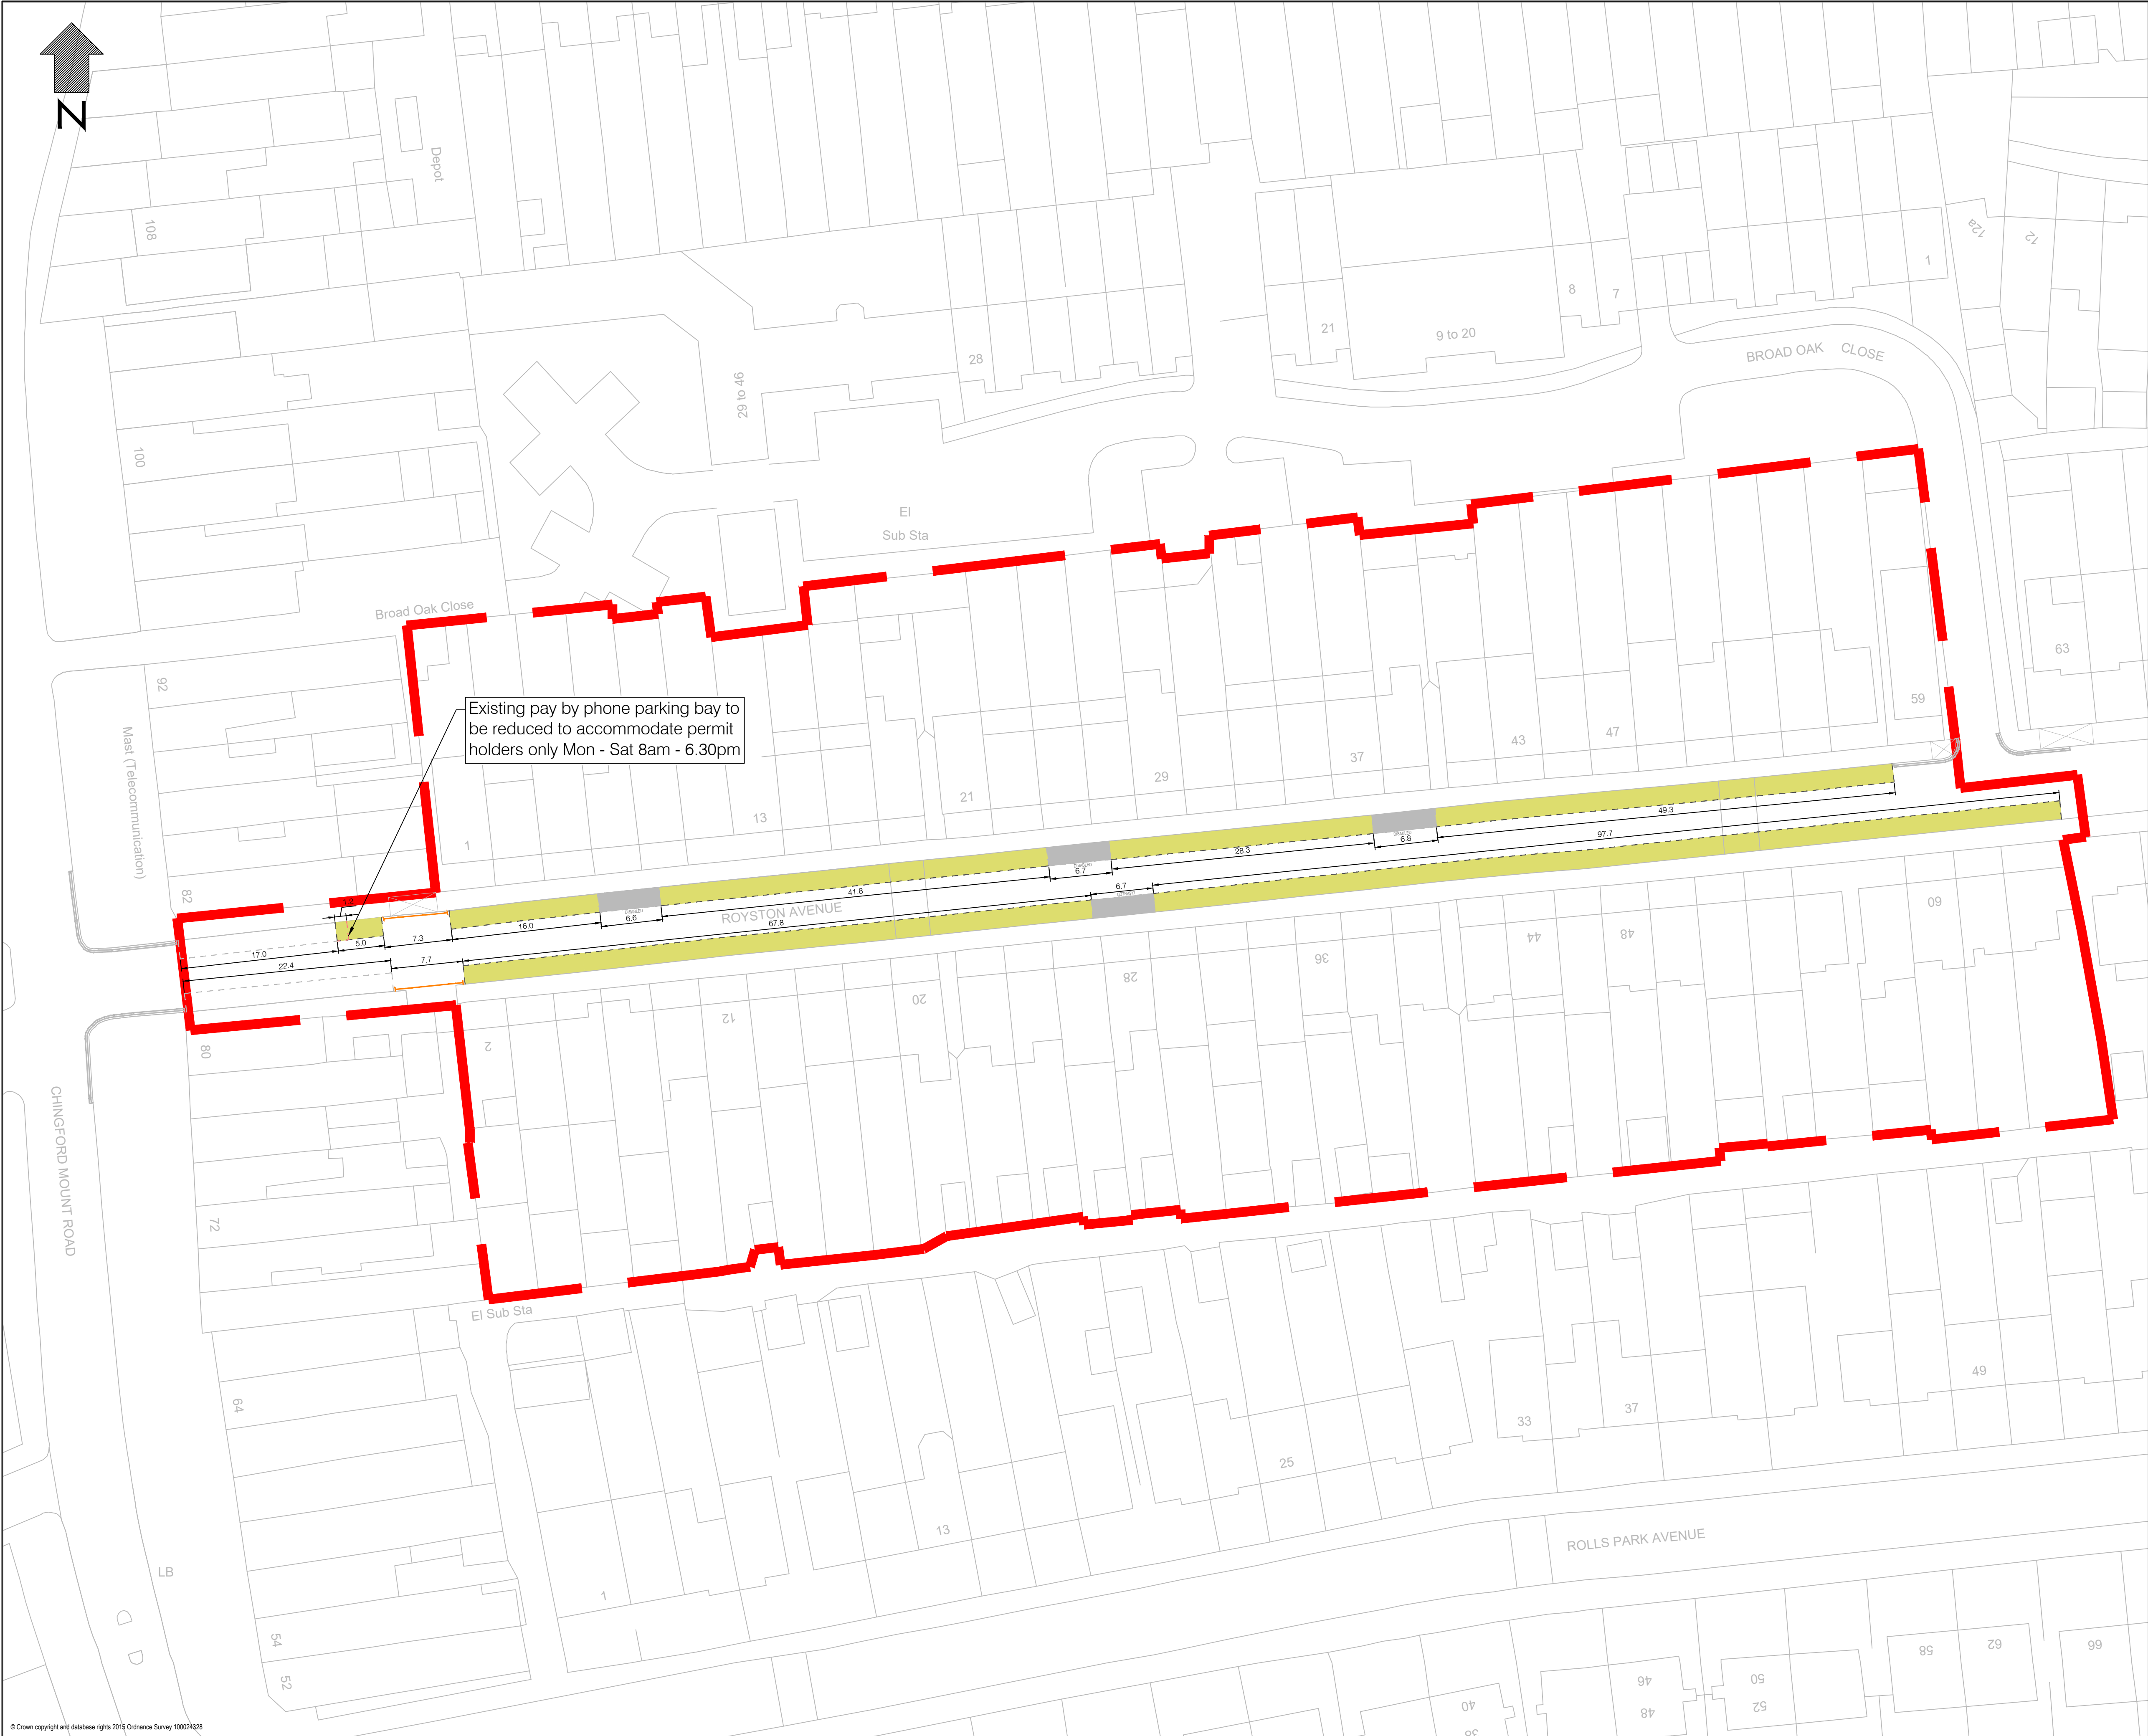 N
Depot
108
12a
12
1
8
7
21
9 to 20
28
BROAD OAK CLOSE
29 to 46
100
El
Sub Sta
Broad Oak Close
63
92
59
Existing pay by phone parking bay to
be reduced to accommodate permit
holders only Mon - Sat 8am - 6.30pm
Mast (Telecommunication)
47
43
37
29
21
13
1
82
49.3
DISABLED
6.8
97.7
28.3
DISABLED
6.7
6.7
DISABLED
41.8
DISABLED
6.6
ROYSTON AVENUE
67.8
16.0
7.3
5.0
17.0
7.7
22.4
60
48
44
36
28
20
12
2
80
CHINGFORD MOUNT ROAD
72
El Sub Sta
64
49
37
33
25
13
ROLLS PARK AVENUE
LB
1
54
52
66
62
58
50
52
46
48
40
38
© Crown copyright and database rights 2015 Ordnance Survey 100024328